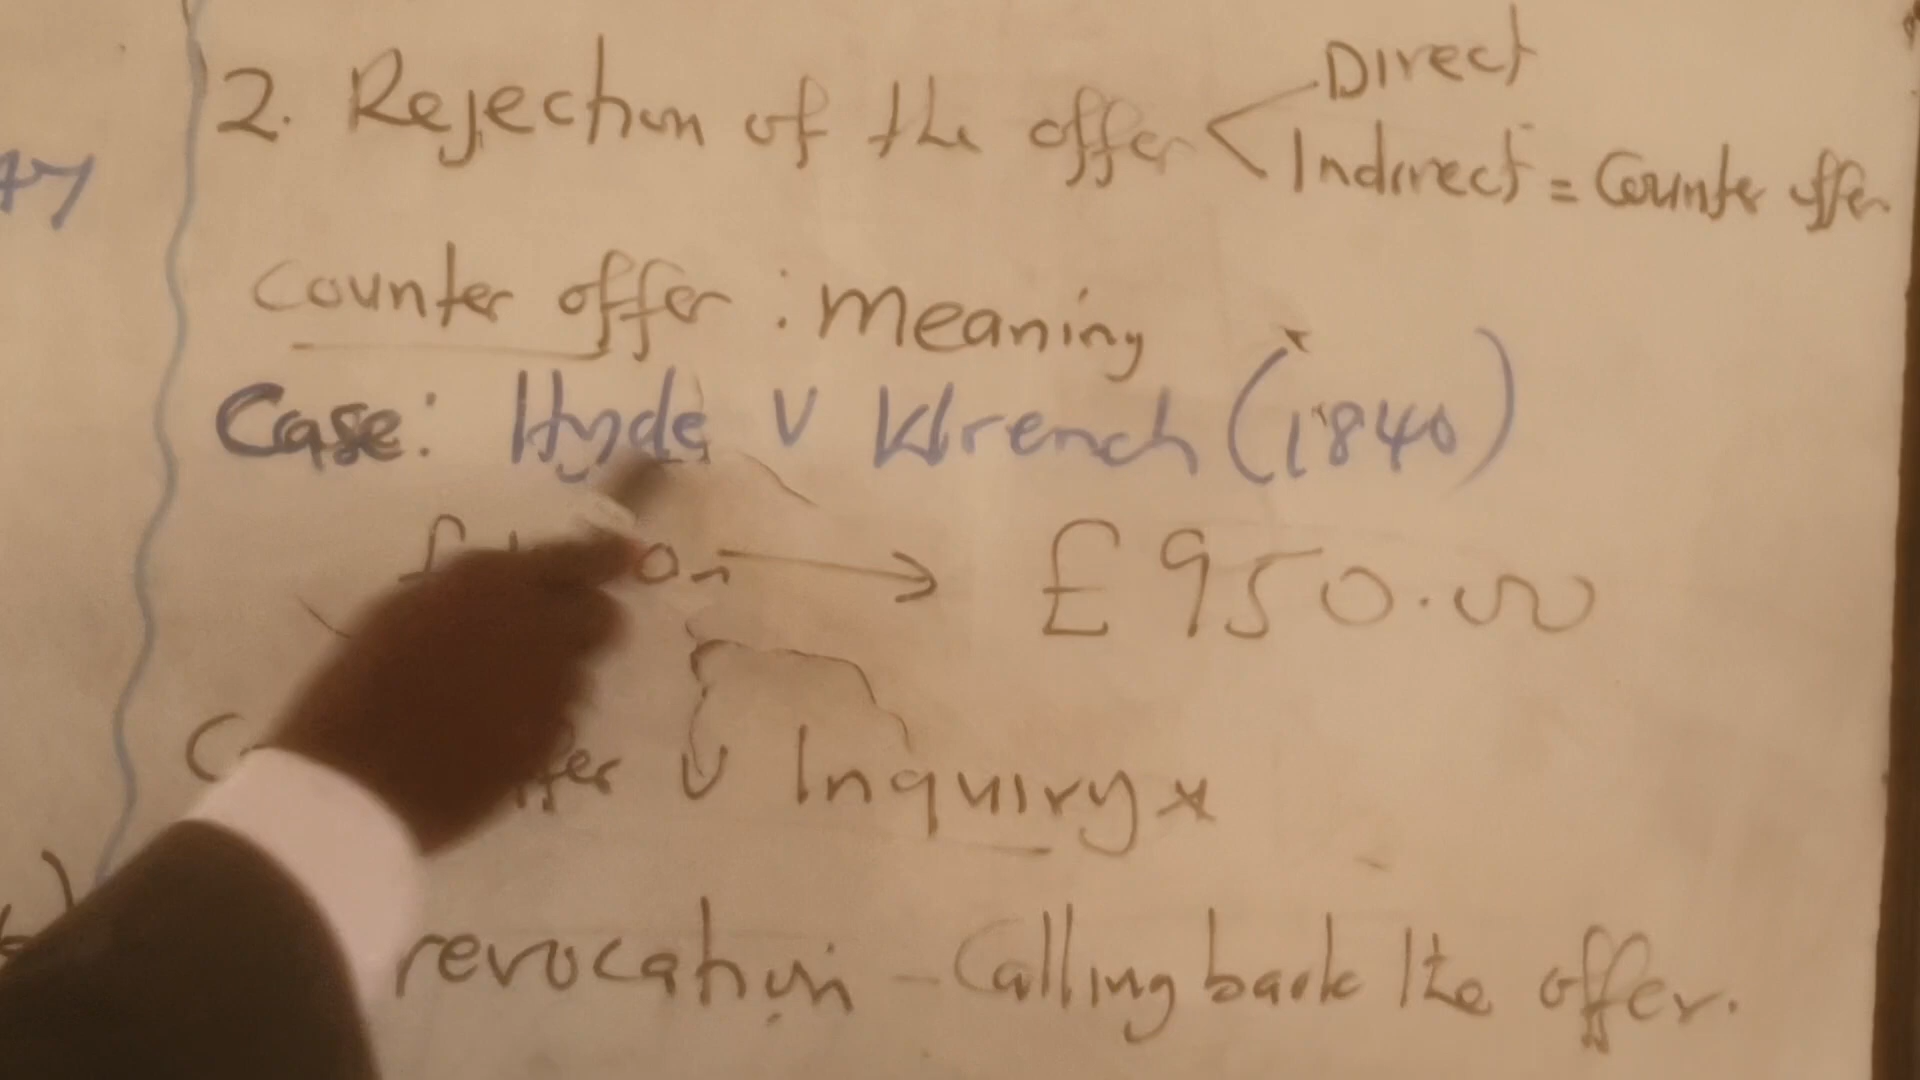 2. Rejection of the offer
Direct
Indirect = Counter offer
Counter offer : meaning
Case: Hyde v Wrench (1840)
£950.00
v Inquiry x
revocation - Calling back the offer.